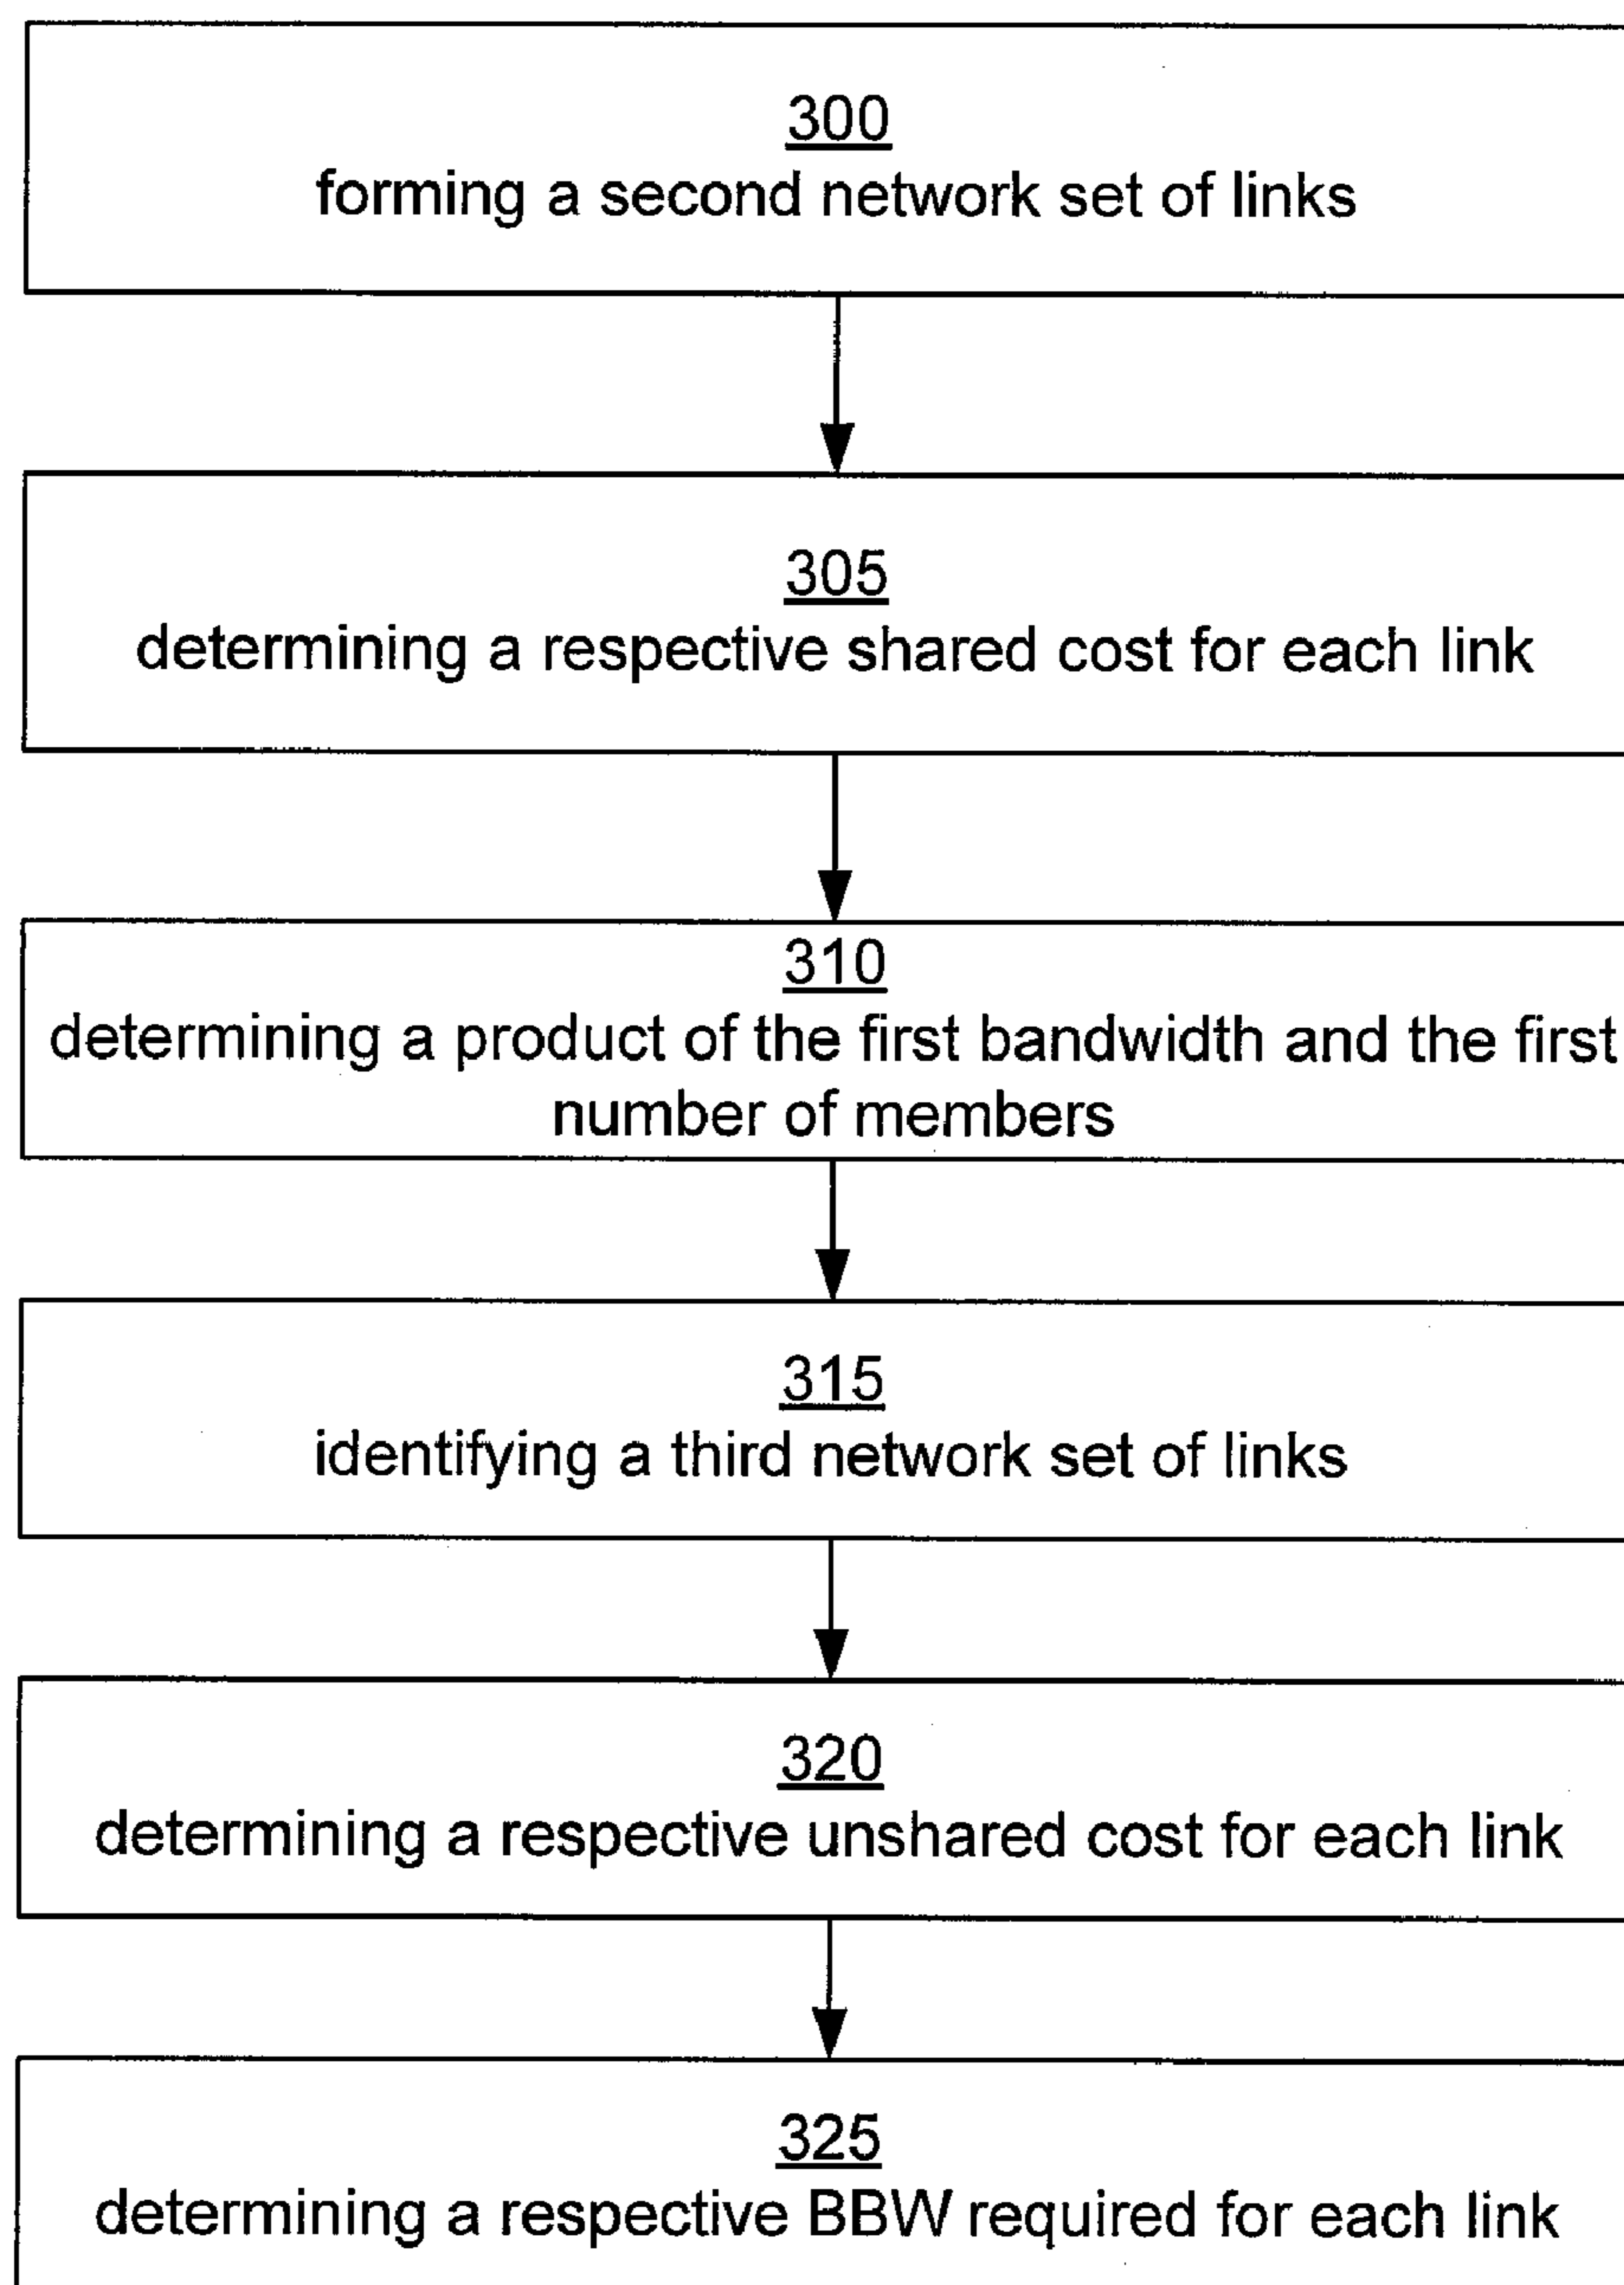 300
forming a second network set of links
305
determining a respective shared cost for each link
310
determining a product of the first bandwidth and the first
number of members
315
identifying a third network set of links
320
determining a respective unshared cost for each link
325
determining a respective BBW required for each link